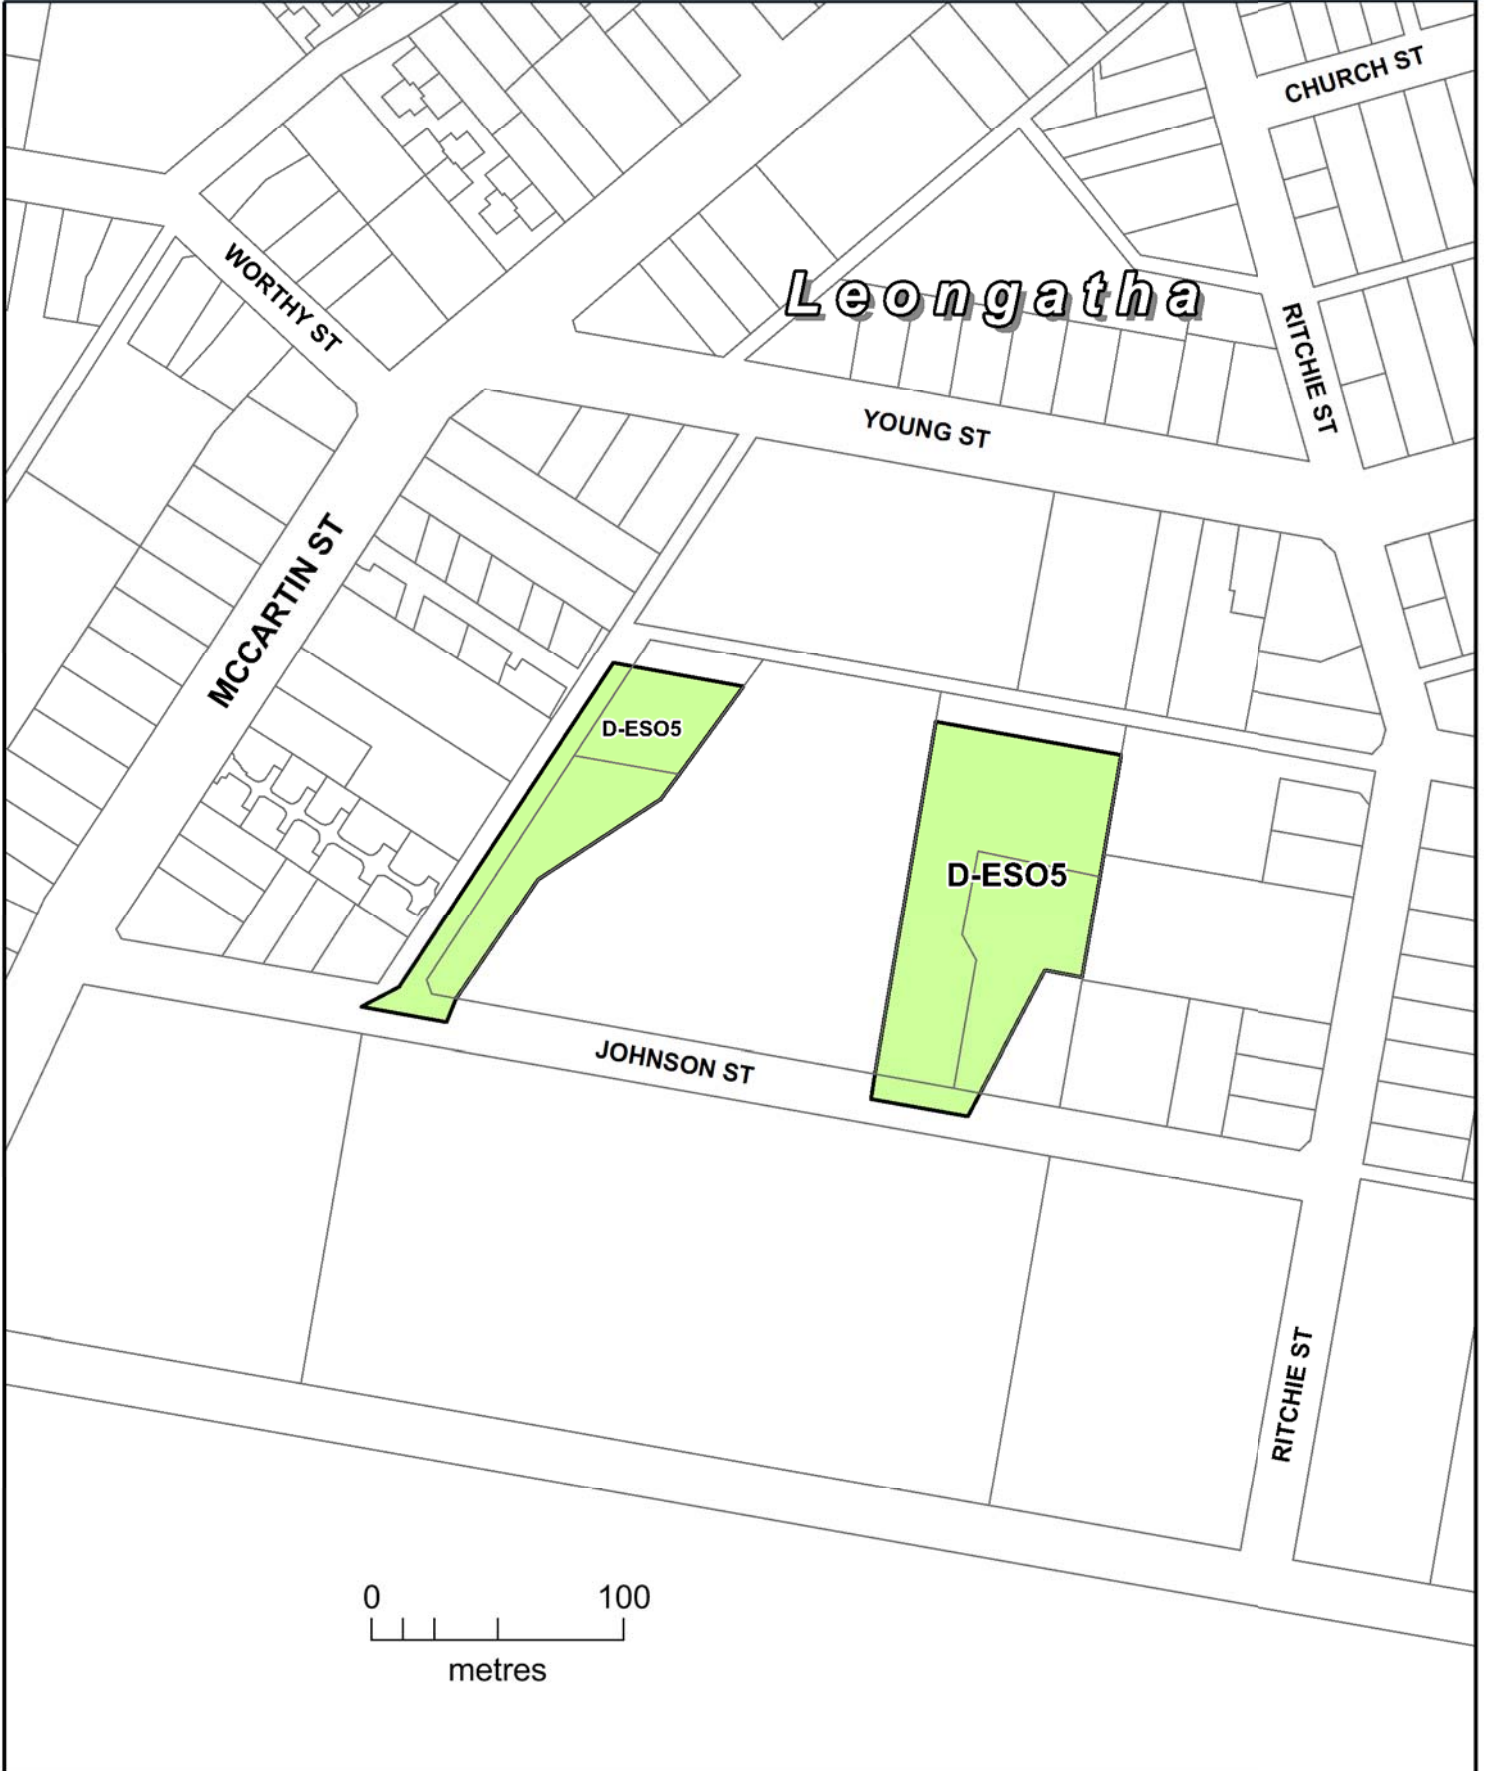 CHURCH ST
WORTHY ST
Leongatha
RITCHIE ST
YOUNG ST
MCCARTIN ST
D-ESO5
D-ESO5
JOHNSON ST
RITCHIE ST
0 100
metres